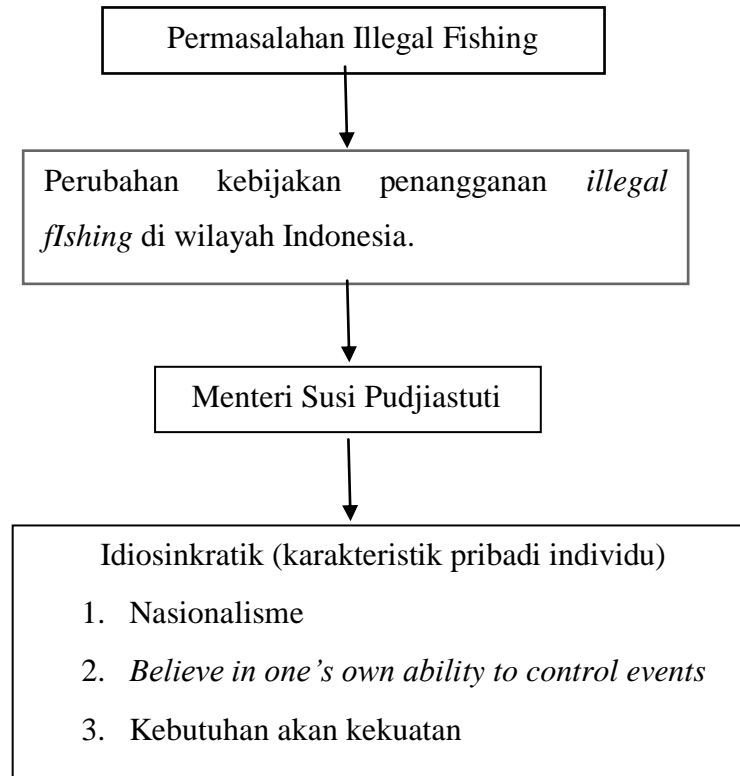 Permasalahan Illegal Fishing
Perubahan kebijakan penangganan illegal
fIshing di wilayah Indonesia.
Menteri Susi Pudjiastuti
Idiosinkratik (karakteristik pribadi individu)
1. Nasionalisme
2. Believe in one’s own ability to control events
3. Kebutuhan akan kekuatan